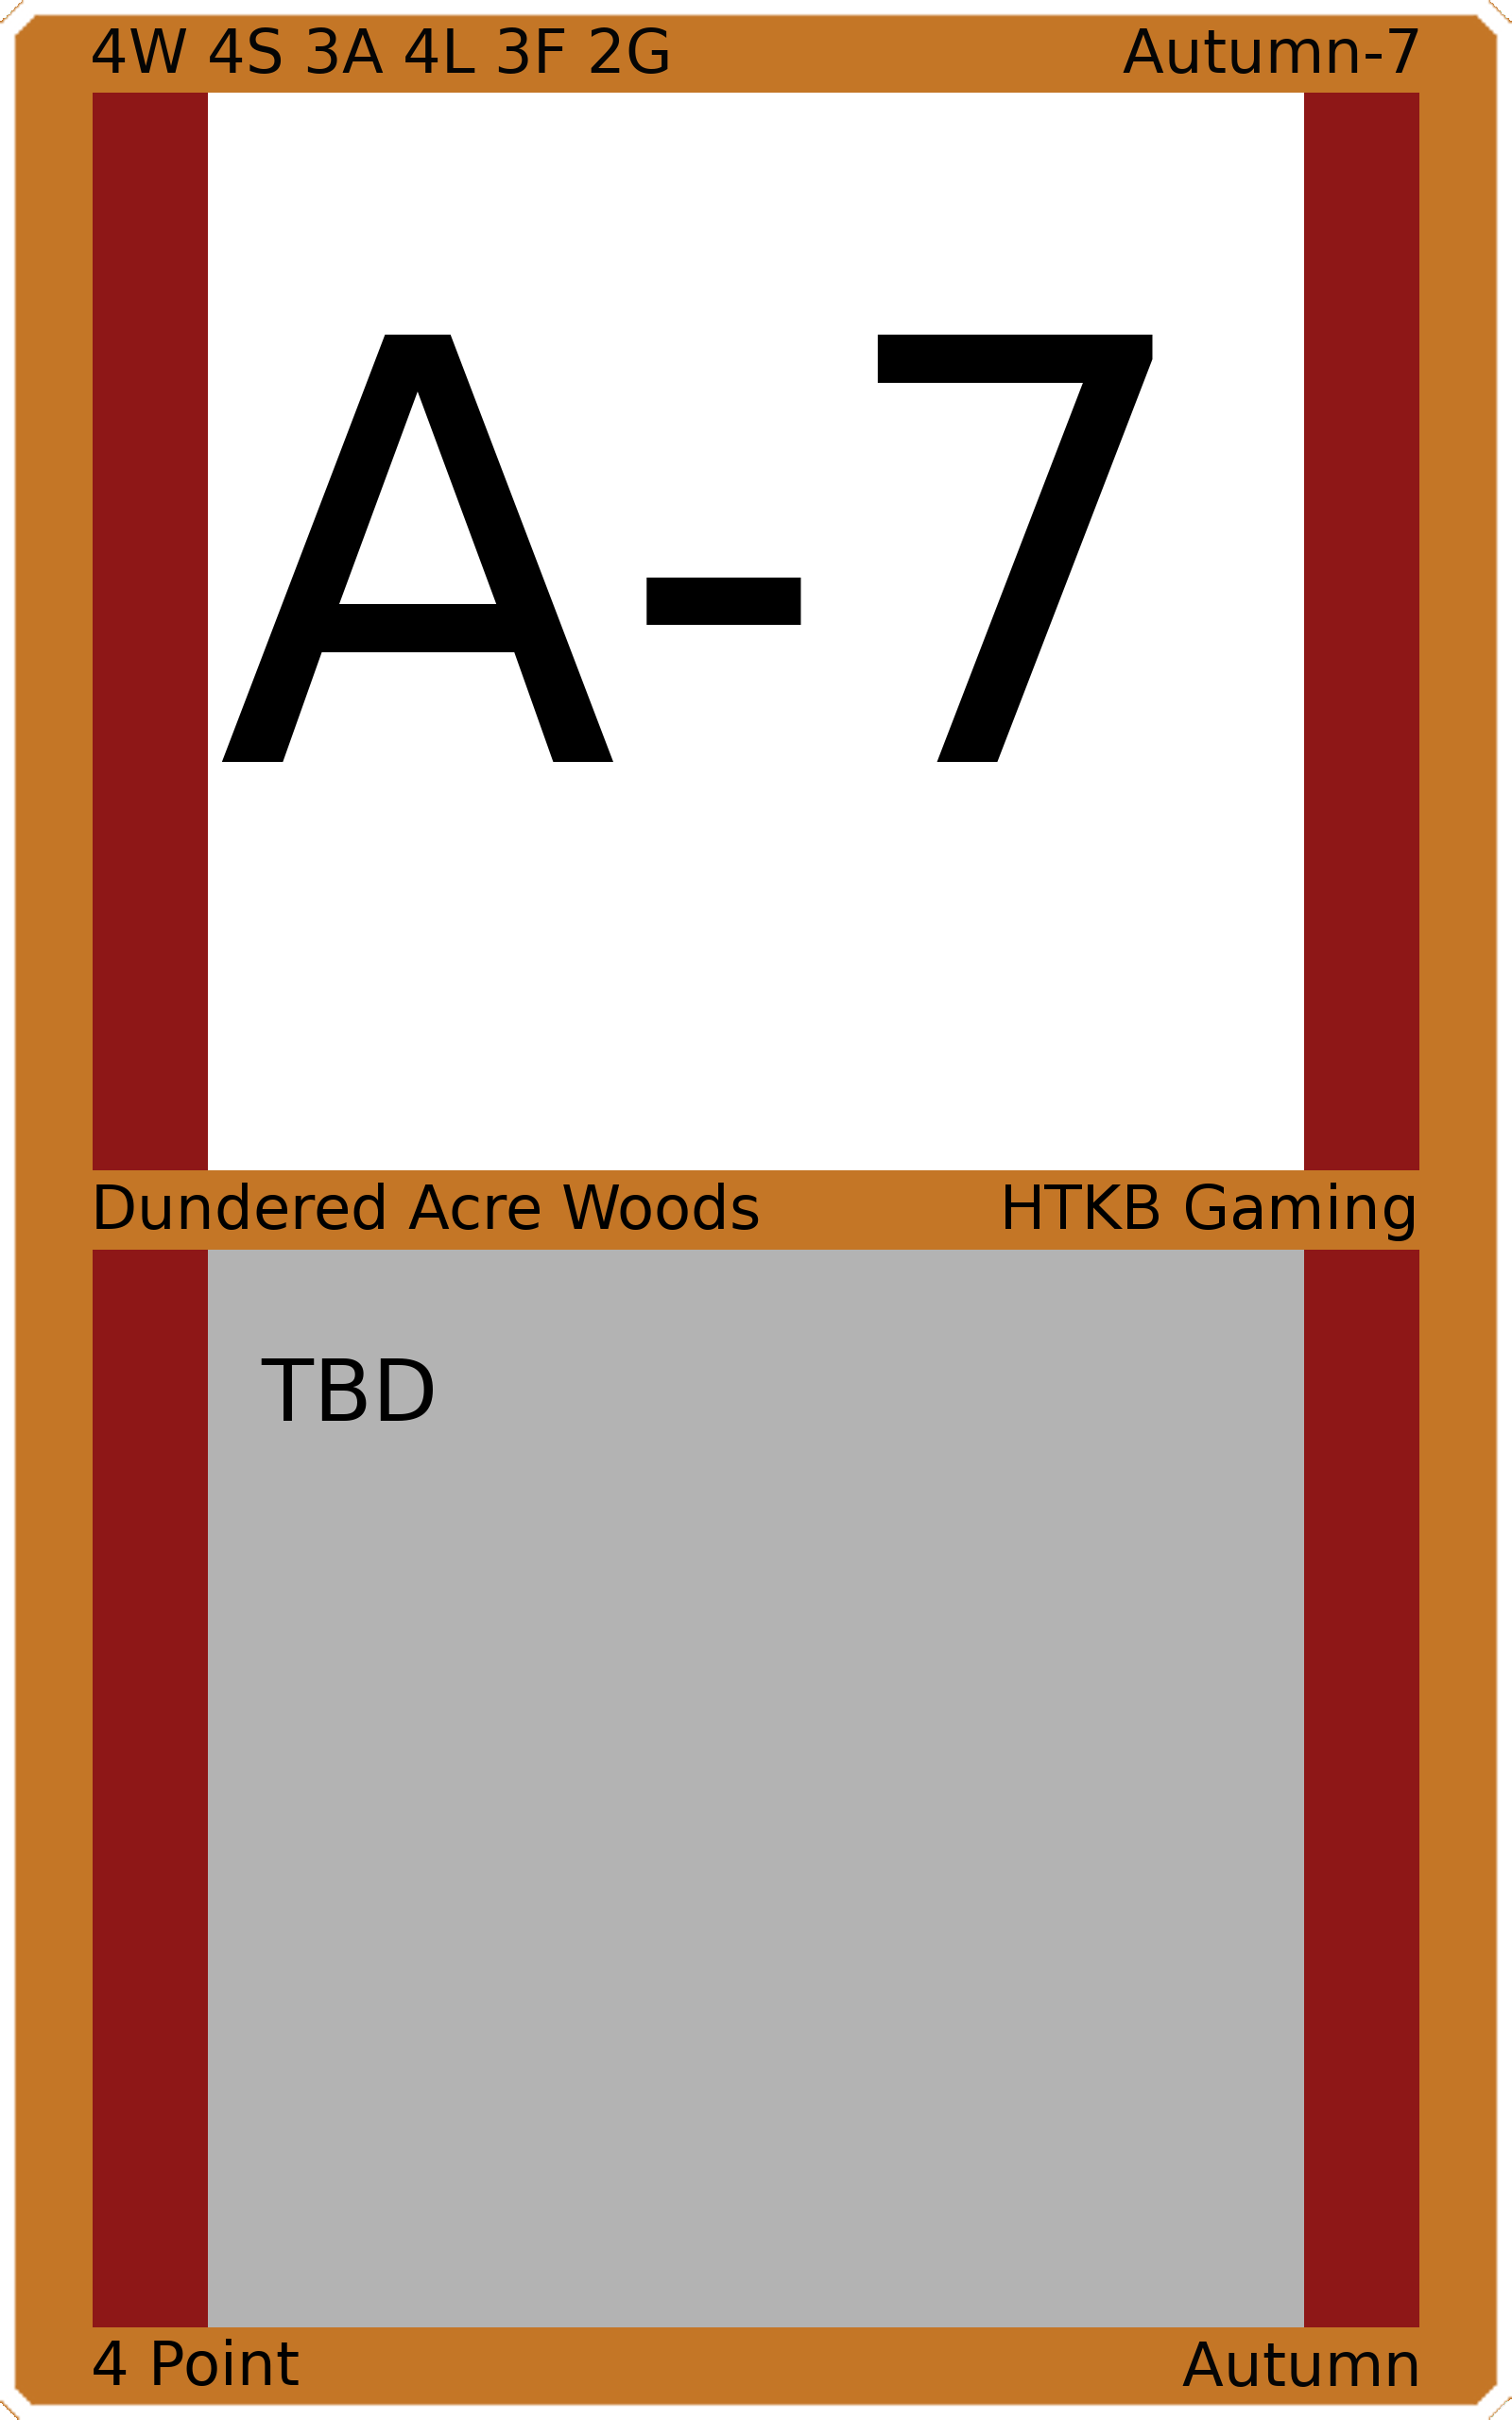 4W 4S 3A 4L 3F 2G Autumn-7
A-7
Dundered Acre Woods HTKB Gaming
TBD
4 Point Autumn